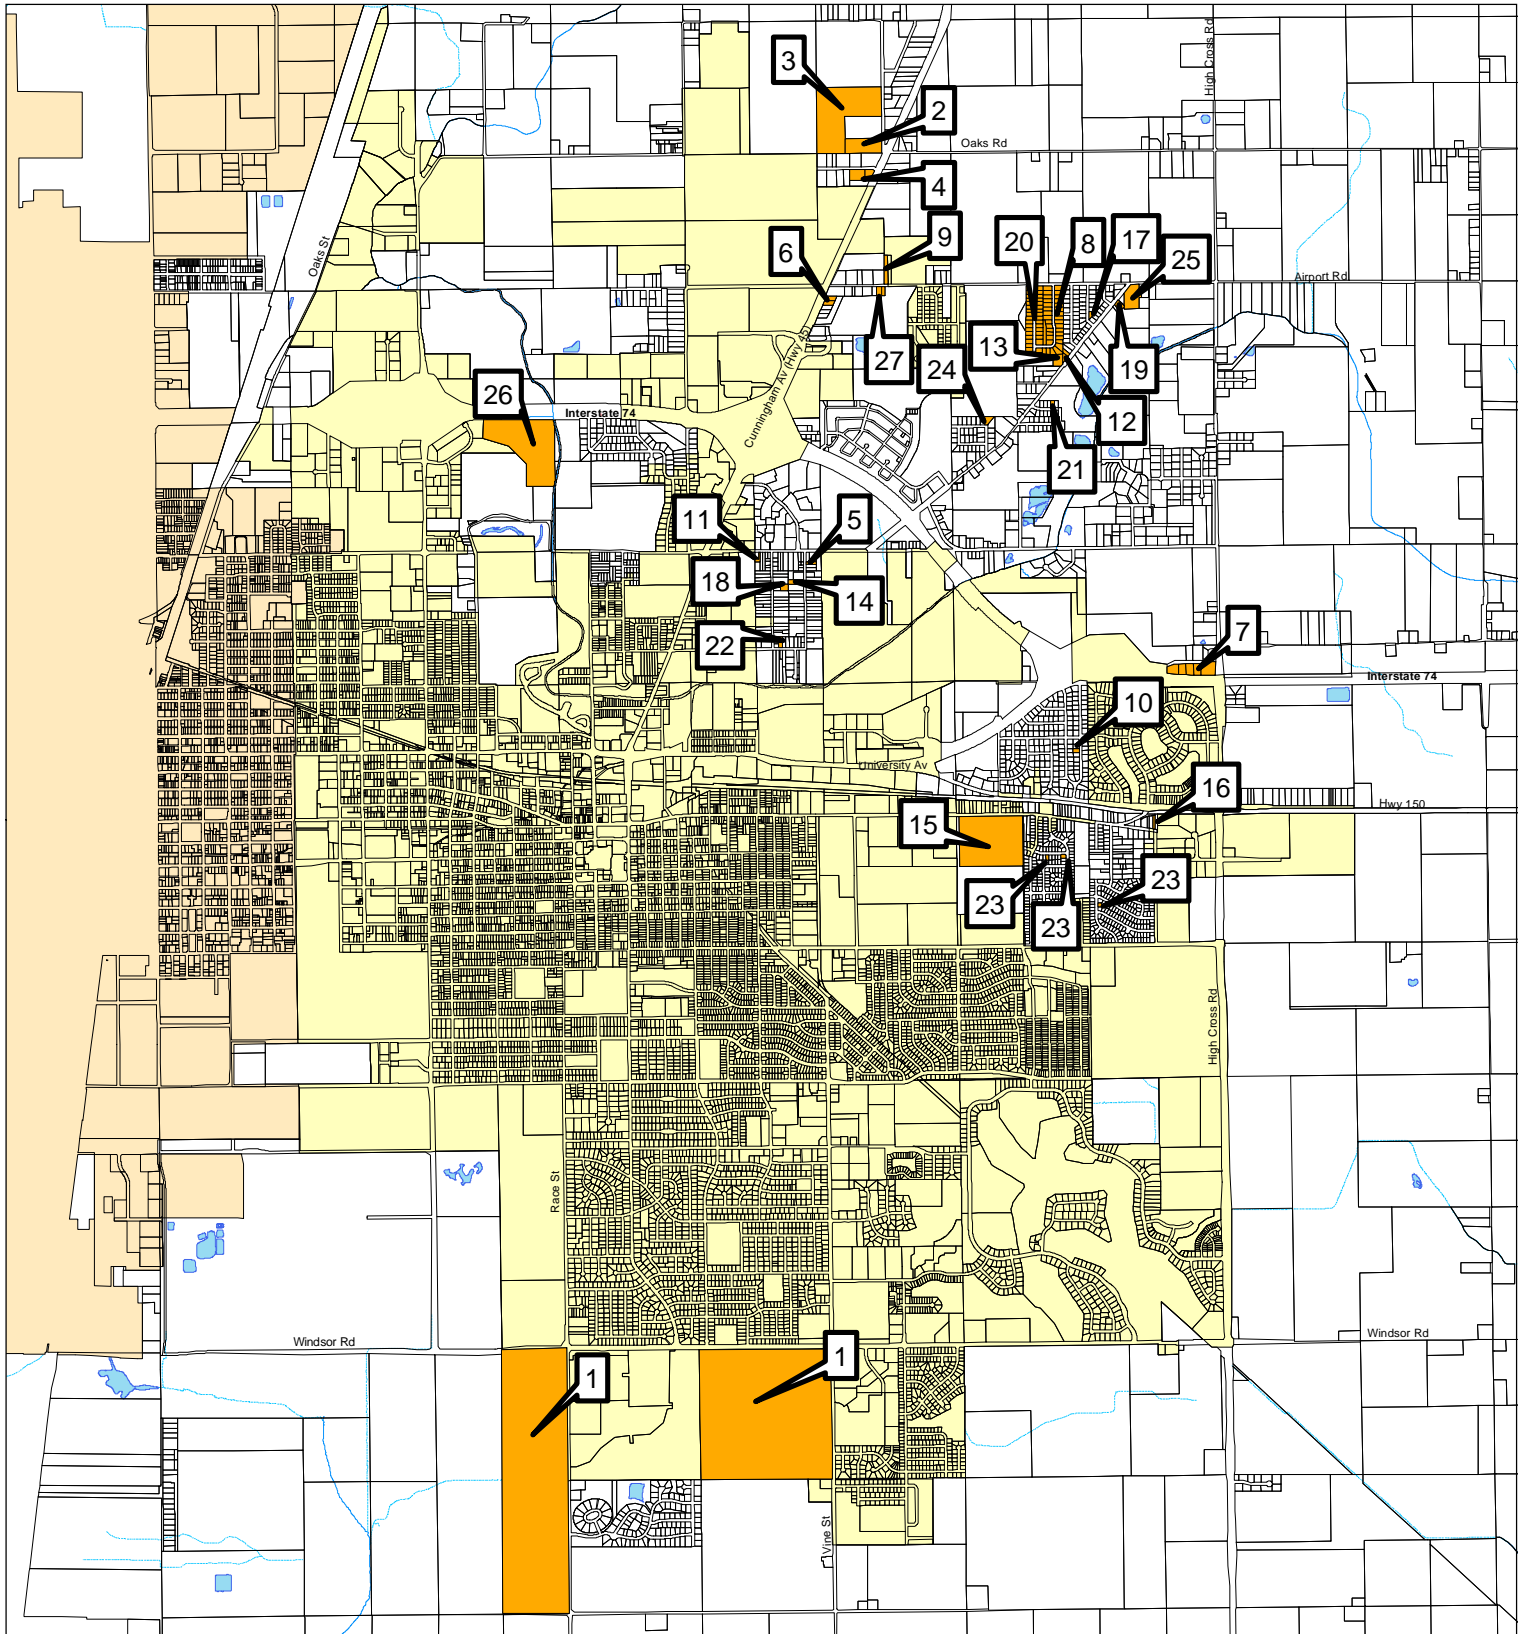 High Cross Rd
3
2
Oaks Rd
4
Oaks St
9
6
20
8
17
25
Airport Rd
Cunningham Av (Hwy 45)
27
13
24
19
12
26
Interstate 74
21
11
5
18
14
22
7
Interstate 74
10
University Av
16
Hwy 150
15
23
23
23
High Cross Rd
Race St
Windsor Rd
Windsor Rd
1
1
Vine St